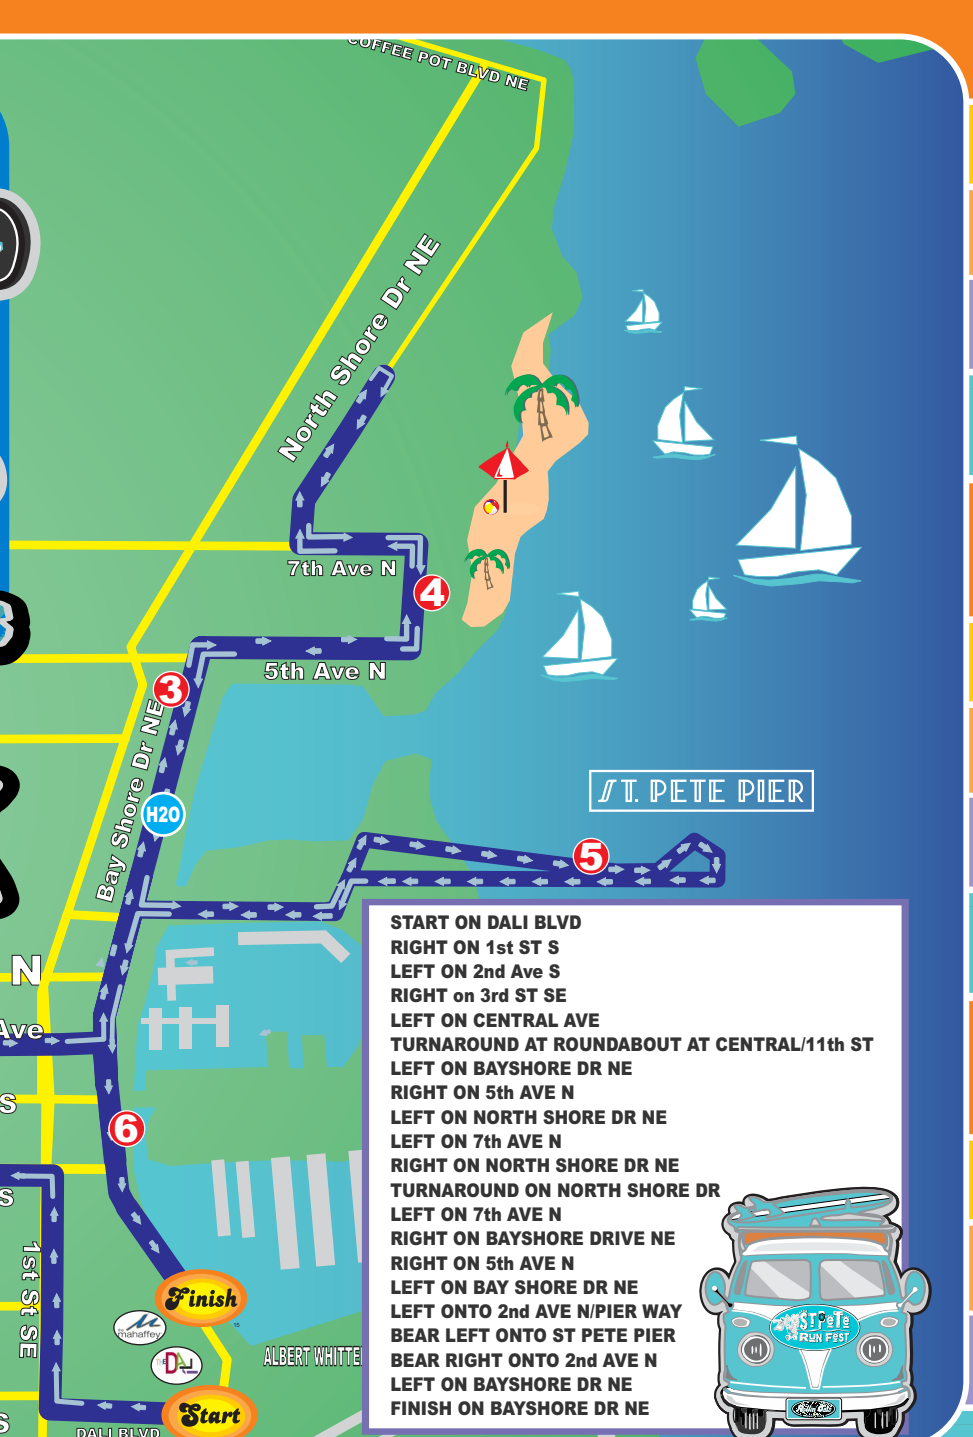 COFFEE POT BLVD NE
North Shore Dr NE
7th Ave N
4
5th Ave N
3
Bay Shore Dr NE
H2O
ST. PETE PIER
5
N
Ave
S
6
S
1st St SE
Finish
15
the mahaffey
THE DALI
ALBERT WHITTE
Start
DALI BLVD
S
START ON DALI BLVD
RIGHT ON 1st ST S
LEFT ON 2nd Ave S
RIGHT on 3rd ST SE
LEFT ON CENTRAL AVE
TURNAROUND AT ROUNDABOUT AT CENTRAL/11th ST
LEFT ON BAYSHORE DR NE
RIGHT ON 5th AVE N
LEFT ON NORTH SHORE DR NE
LEFT ON 7th AVE N
RIGHT ON NORTH SHORE DR NE
TURNAROUND ON NORTH SHORE DR
LEFT ON 7th AVE N
RIGHT ON BAYSHORE DRIVE NE
RIGHT ON 5th AVE N
LEFT ON BAY SHORE DR NE
LEFT ONTO 2nd AVE N/PIER WAY
BEAR LEFT ONTO ST PETE PIER
BEAR RIGHT ONTO 2nd AVE N
LEFT ON BAYSHORE DR NE
FINISH ON BAYSHORE DR NE
ST PETE
RUN FEST